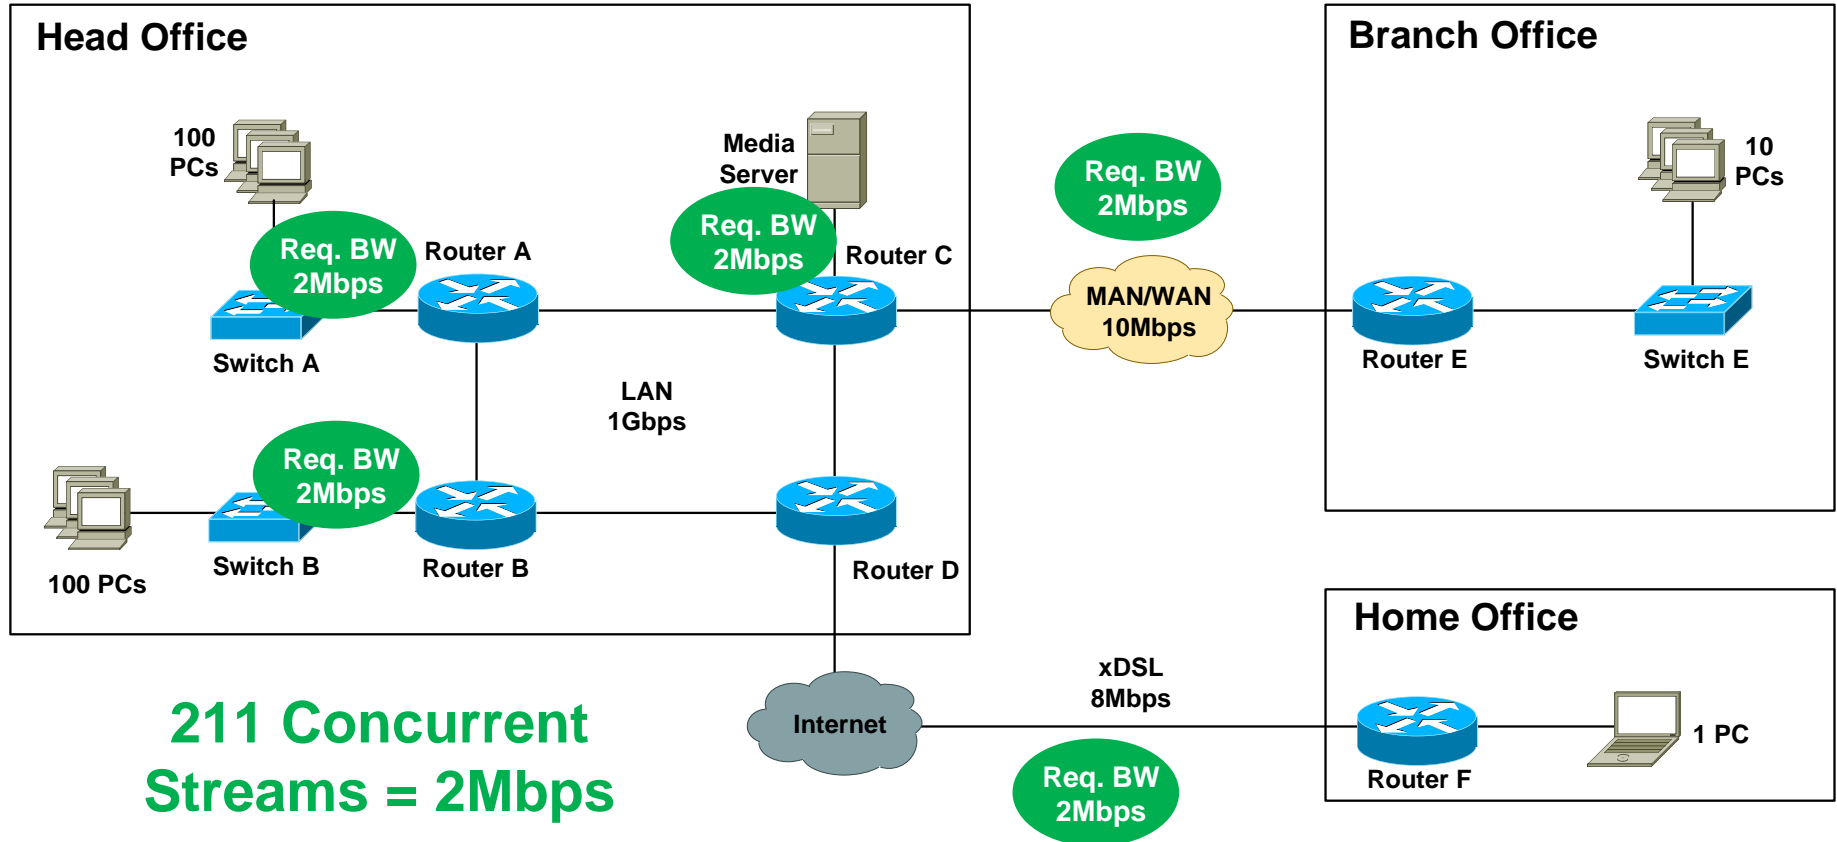 Head Office
Branch Office
100
PCs
Media
Server
Req. BW
2Mbps
10
PCs
Req. BW
2Mbps
Router A
Req. BW
2Mbps
Router C
MAN/WAN
10Mbps
Switch A
Router E
Switch E
LAN
1Gbps
Req. BW
2Mbps
100 PCs
Switch B
Router B
Router D
Home Office
xDSL
8Mbps
Internet
1 PC
Router F
Req. BW
2Mbps
211 Concurrent
Streams = 2Mbps